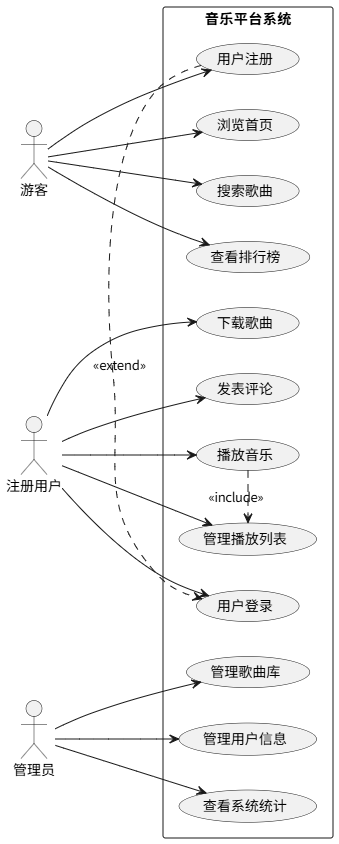 音乐平台系统
用户注册
浏览首页
搜索歌曲
游客
查看排行榜
下载歌曲
«extend»
发表评论
播放音乐
注册用户
«include»
管理播放列表
用户登录
管理歌曲库
管理用户信息
管理员
查看系统统计